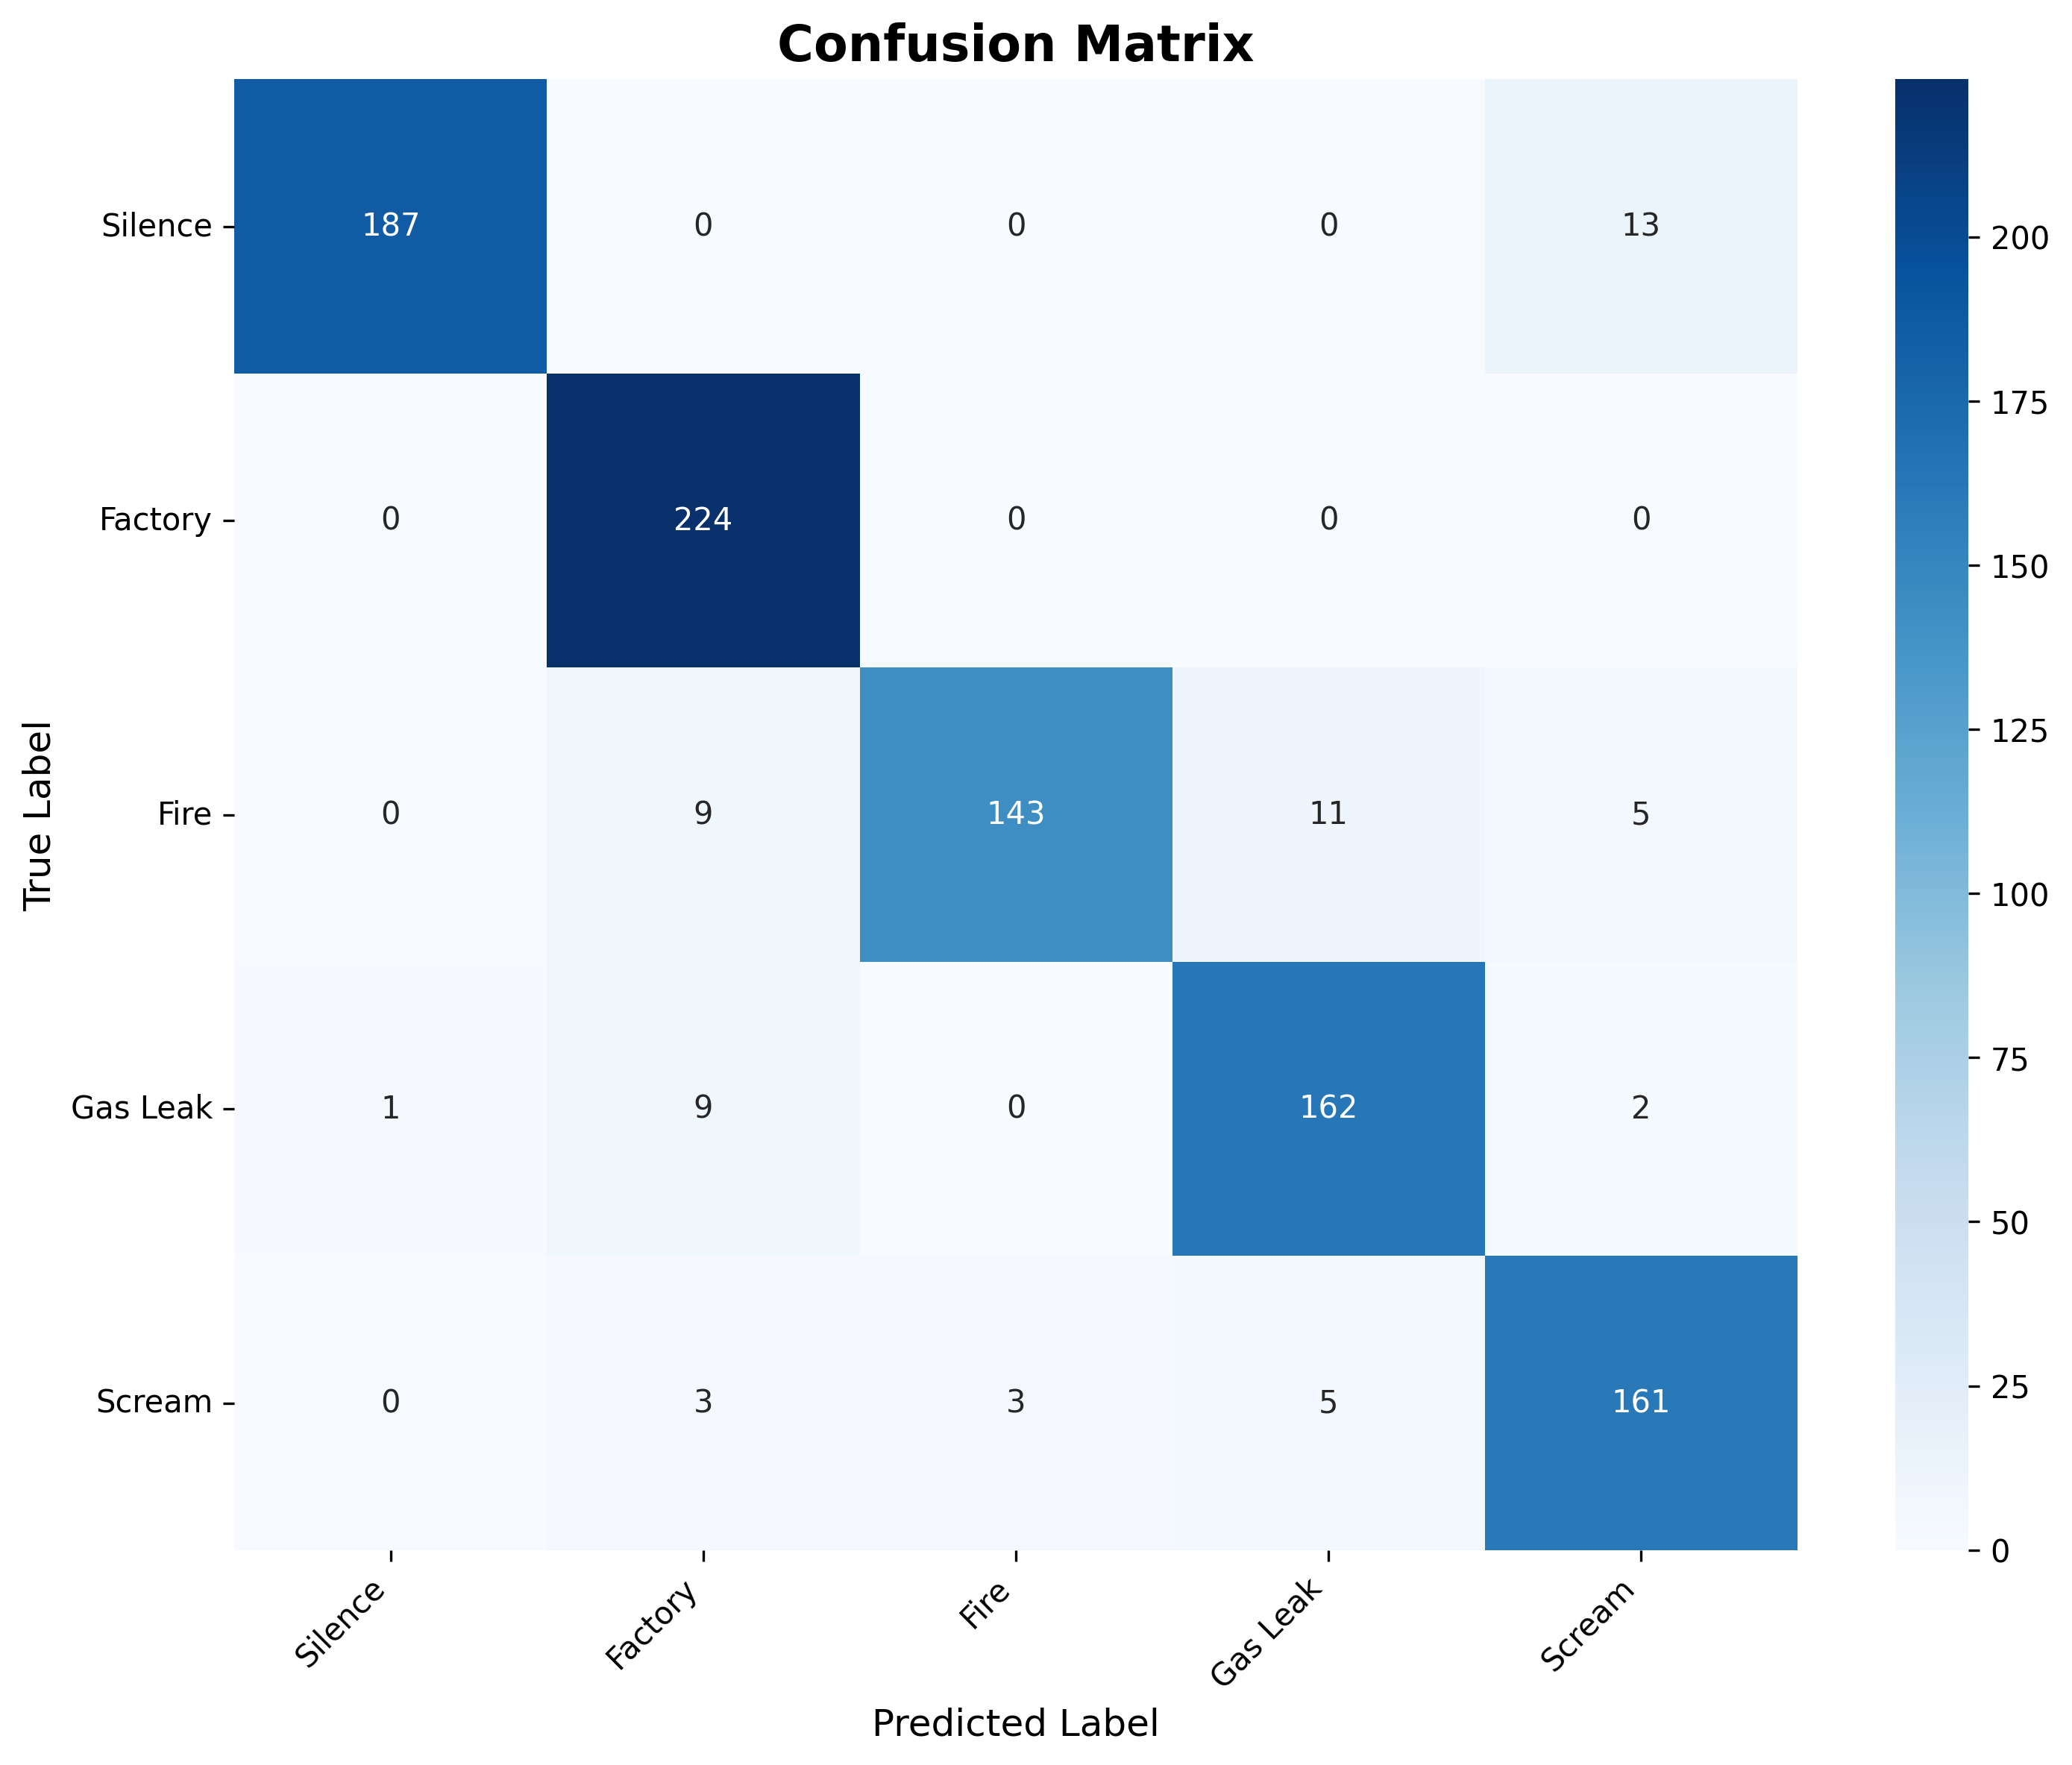 Confusion Matrix
Silence 187 0 0 0 13
Factory 0 224 0 0 0
Fire 0 9 143 11 5
Gas Leak 1 9 0 162 2
Scream 0 3 3 5 161
Silence Factory Fire Gas Leak Scream
Predicted Label
True Label
200
175
150
125
100
75
50
25
0